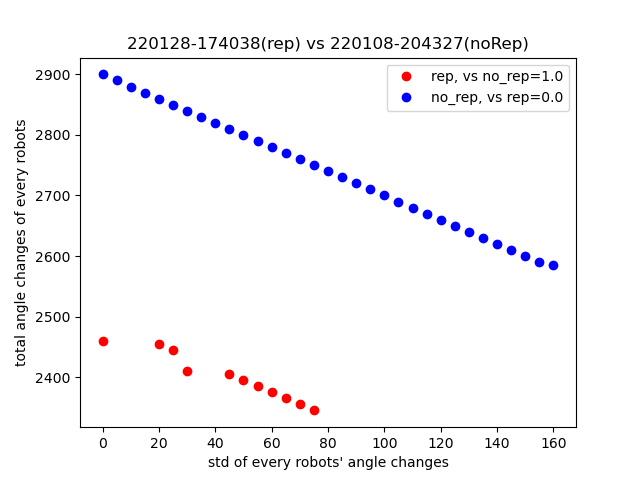 220128-174038(rep) vs 220108-204327(noRep)
rep, vs no_rep=1.0
no_rep, vs rep=0.0
total angle changes of every robots
2900
2800
2700
2600
2500
2400
0 20 40 60 80 100 120 140 160
std of every robots' angle changes